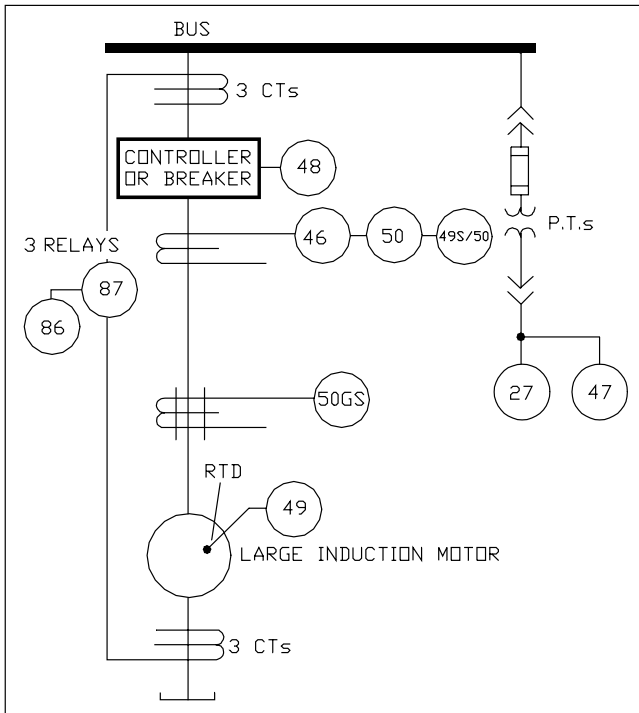 BUS
3 CTs
CONTROLLER
OR BREAKER
48
46
50
49S/50
P.T.s
3 RELAYS
87
86
27
47
50GS
RTD
49
LARGE INDUCTION MOTOR
3 CTs